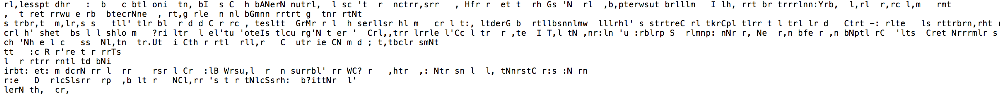 rl,lesspt dhr   :  b   c btl oni  tn, bI  s C  h bANerN nutrl,  l sc 't  r  nctrr,srr   , Hfr r  et t  rh Gs 'N  rl  ,b,pterwsut brlllm   I lh, rrt br trrrlnn:Yrb,  l,rl  r,rc l,m   rmt
,  t ret rrwu e rb  btecrNne  , rt,g rle  n nl bGmnn rrtrt g  tnr rtNt
s trbr,t  m,lr,s s   tll' tlr bl  r d d C r rc , tesltt  GrMr r l  h serllsr hl m   cr l t:, ltderG b  rtllbsnnlmw  lllrhl' s strtreC rl tkrCpl tlrr t l trl lr d   Ctrt -: rlte   ls rttrbrn,rht
crl h' shet  bs l l shlo m   ?ri ltr  l el'tu 'oteIs tlcu rg'N t er '  Crl,,trr lrrle l'Cc l tr  r ,te  I T,l tN ,nr:ln 'u :rblrp S  rlmnp: nNr r, Ne  r,n bfe r ,n bNptl rC  'lts  Cret Nrrrmlr s
ch 'Nh e l c   ss  Nl,tn  tr.Ut  i Cth r rtl  rll,r   C  utr ie CN m d ; t,tbclr smNt
tt   :c R r're t r rrTs
l  r rtrr rntl td bNi
irbt: et: m dcrN rr l  rr    rsr l Cr  :lB Wrsu,l  r  n surrbl' rr WC? r   ,htr  ,: Ntr sn l  l, tNnrstC r:s :N rn
r:e   D  rlcSlsrr  rp  ,b lt r   NCl,rr 's t r tNlcSsrh:  b?ittNr  l'
lerN th,  cr,